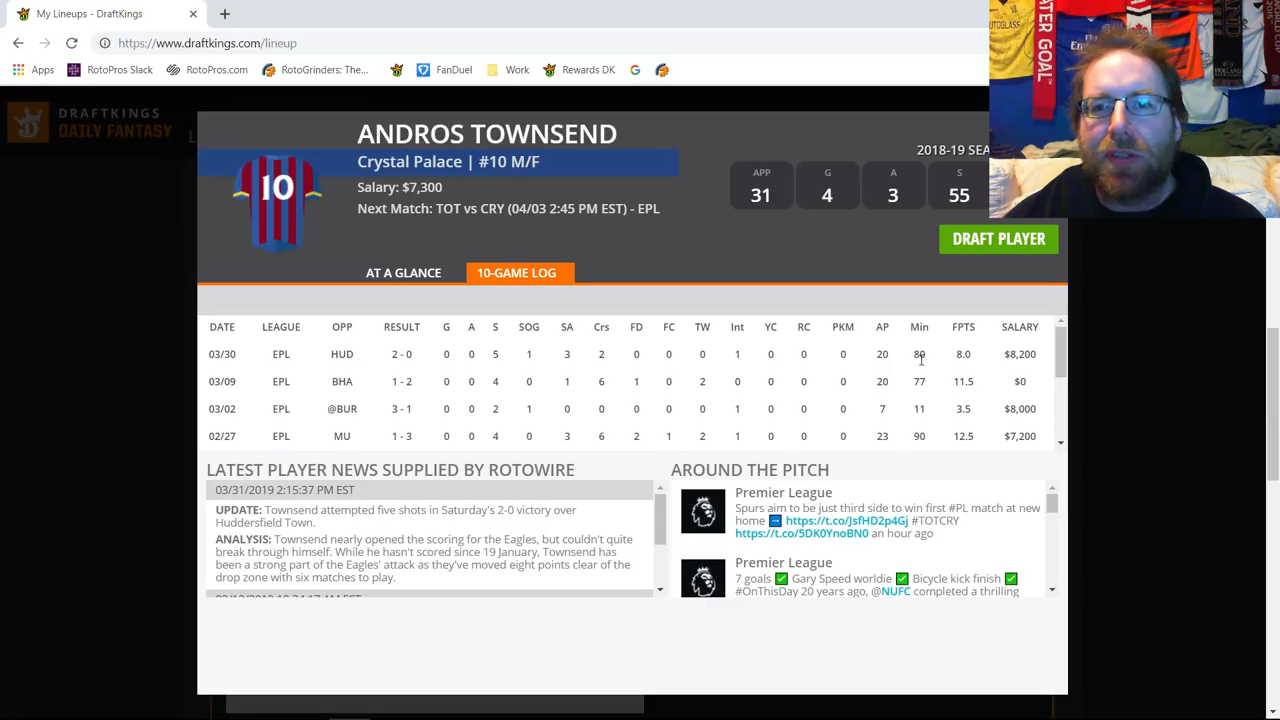 My Lineups - DraftKings
https://www.draftkings.com/lineup
Apps RotoPros Slack RotoPros.com RotoGrinders The... FanDuel Work Rewards DK
DRAFTKINGS
DAILY FANTASY
ANDROS TOWNSEND
Crystal Palace | #10 M/F
Salary: $7,300
Next Match: TOT vs CRY (04/03 2:45 PM EST) - EPL
10
2018-19 SEA
APP G A S
31 4 3 55
DRAFT PLAYER
AT A GLANCE 10-GAME LOG
DATE LEAGUE OPP RESULT G A S SOG SA Crs FD FC TW Int YC RC PKM AP Min FPTS SALARY
03/30 EPL HUD 2 - 0 0 0 5 1 3 2 0 0 0 1 0 0 0 20 80 8.0 $8,200
03/09 EPL BHA 1 - 2 0 0 4 0 1 6 1 0 2 0 0 0 0 20 77 11.5 $0
03/02 EPL @BUR 3 - 1 0 0 2 1 0 0 0 0 0 1 0 0 0 7 11 3.5 $8,000
02/27 EPL MU 1 - 3 0 0 4 0 3 6 2 1 2 1 0 0 0 23 90 12.5 $7,200
LATEST PLAYER NEWS SUPPLIED BY ROTOWIRE
03/31/2019 2:15:37 PM EST
UPDATE: Townsend attempted five shots in Saturday's 2-0 victory over
Huddersfield Town.
ANALYSIS: Townsend nearly opened the scoring for the Eagles, but couldn't quite
break through himself. While he hasn't scored since 19 January, Townsend has
been a strong part of the Eagles' attack as they've moved eight points clear of the
drop zone with six matches to play.
AROUND THE PITCH
Premier League
Spurs aim to be just third side to win first #PL match at new
home ➡️ https://t.co/JsfHD2p4Gj #TOTCRY
https://t.co/5DK0YnoBN0 an hour ago
Premier League
7 goals ✅ Gary Speed worldie ✅ Bicycle kick finish ✅
#OnThisDay 20 years ago, @NUFC completed a thrilling